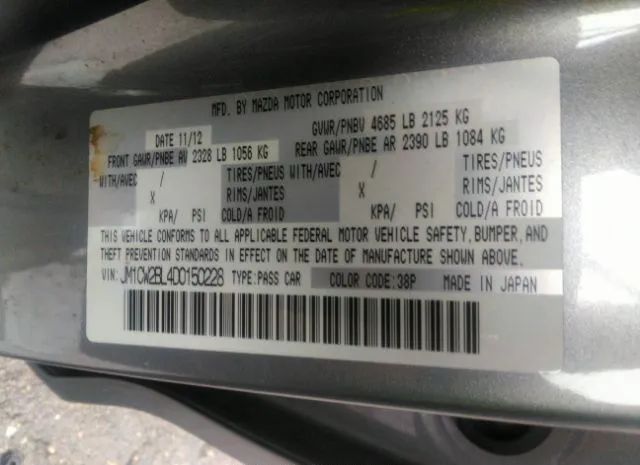 MFD. BY MAZDA MOTOR CORPORATION
DATE 11/12 GVWR/PNBV 4685 LB 2125 KG
FRONT GAWR/PNBE AV 2328 LB 1056 KG REAR GAWR/PNBE AR 2390 LB 1084 KG
WITH/AVEC / TIRES/PNEUS WITH/AVEC / TIRES/PNEUS
X RIMS/JANTES X RIMS/JANTES
KPA/ PSI COLD/A FROID KPA/ PSI COLD/A FROID
THIS VEHICLE CONFORMS TO ALL APPLICABLE FEDERAL MOTOR VEHICLE SAFETY, BUMPER, AND
THEFT PREVENTION STANDARDS IN EFFECT ON THE DATE OF MANUFACTURE SHOWN ABOVE.
VIN: JM1CW2BL4D0150228 TYPE: PASS CAR COLOR CODE: 38P MADE IN JAPAN